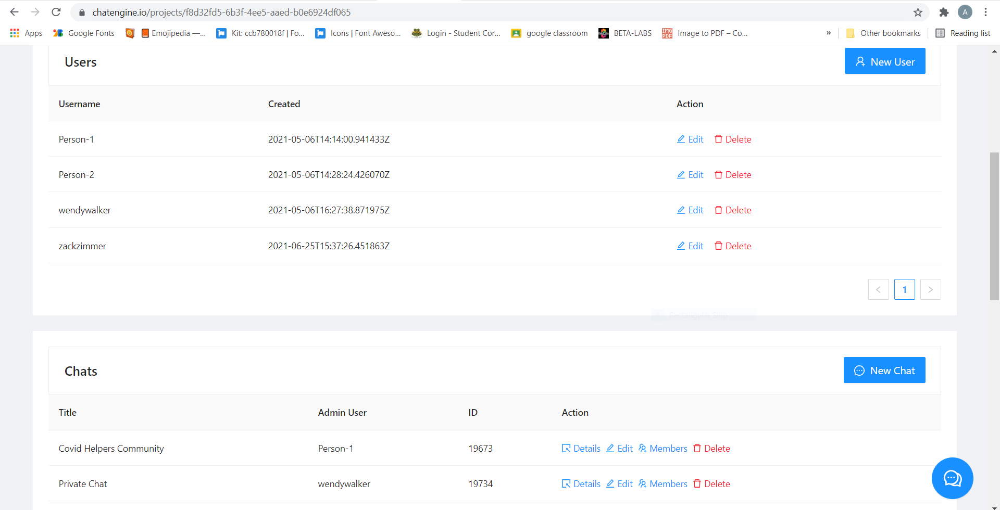 chatengine.io/projects/f8d32fd5-6b3f-4ee5-aaed-b0e6924df065 A
Apps Google Fonts Emojipedia —... Kit: ccb780018f | Fo... Icons | Font Aweso... Login - Student Cor... google classroom BETA-LABS IMG PDF Image to PDF – Co... » Other bookmarks Reading list
Users New User
Username Created Action
Person-1 2021-05-06T14:14:00.941433Z Edit Delete
Person-2 2021-05-06T14:28:24.426070Z Edit Delete
wendywalker 2021-05-06T16:27:38.871975Z Edit Delete
zackzimmer 2021-06-25T15:37:26.451863Z Edit Delete
< 1 >
Rectangular Snip
Chats New Chat
Title Admin User ID Action
Covid Helpers Community Person-1 19673 Details Edit Members Delete
Private Chat wendywalker 19734 Details Edit Members Delete